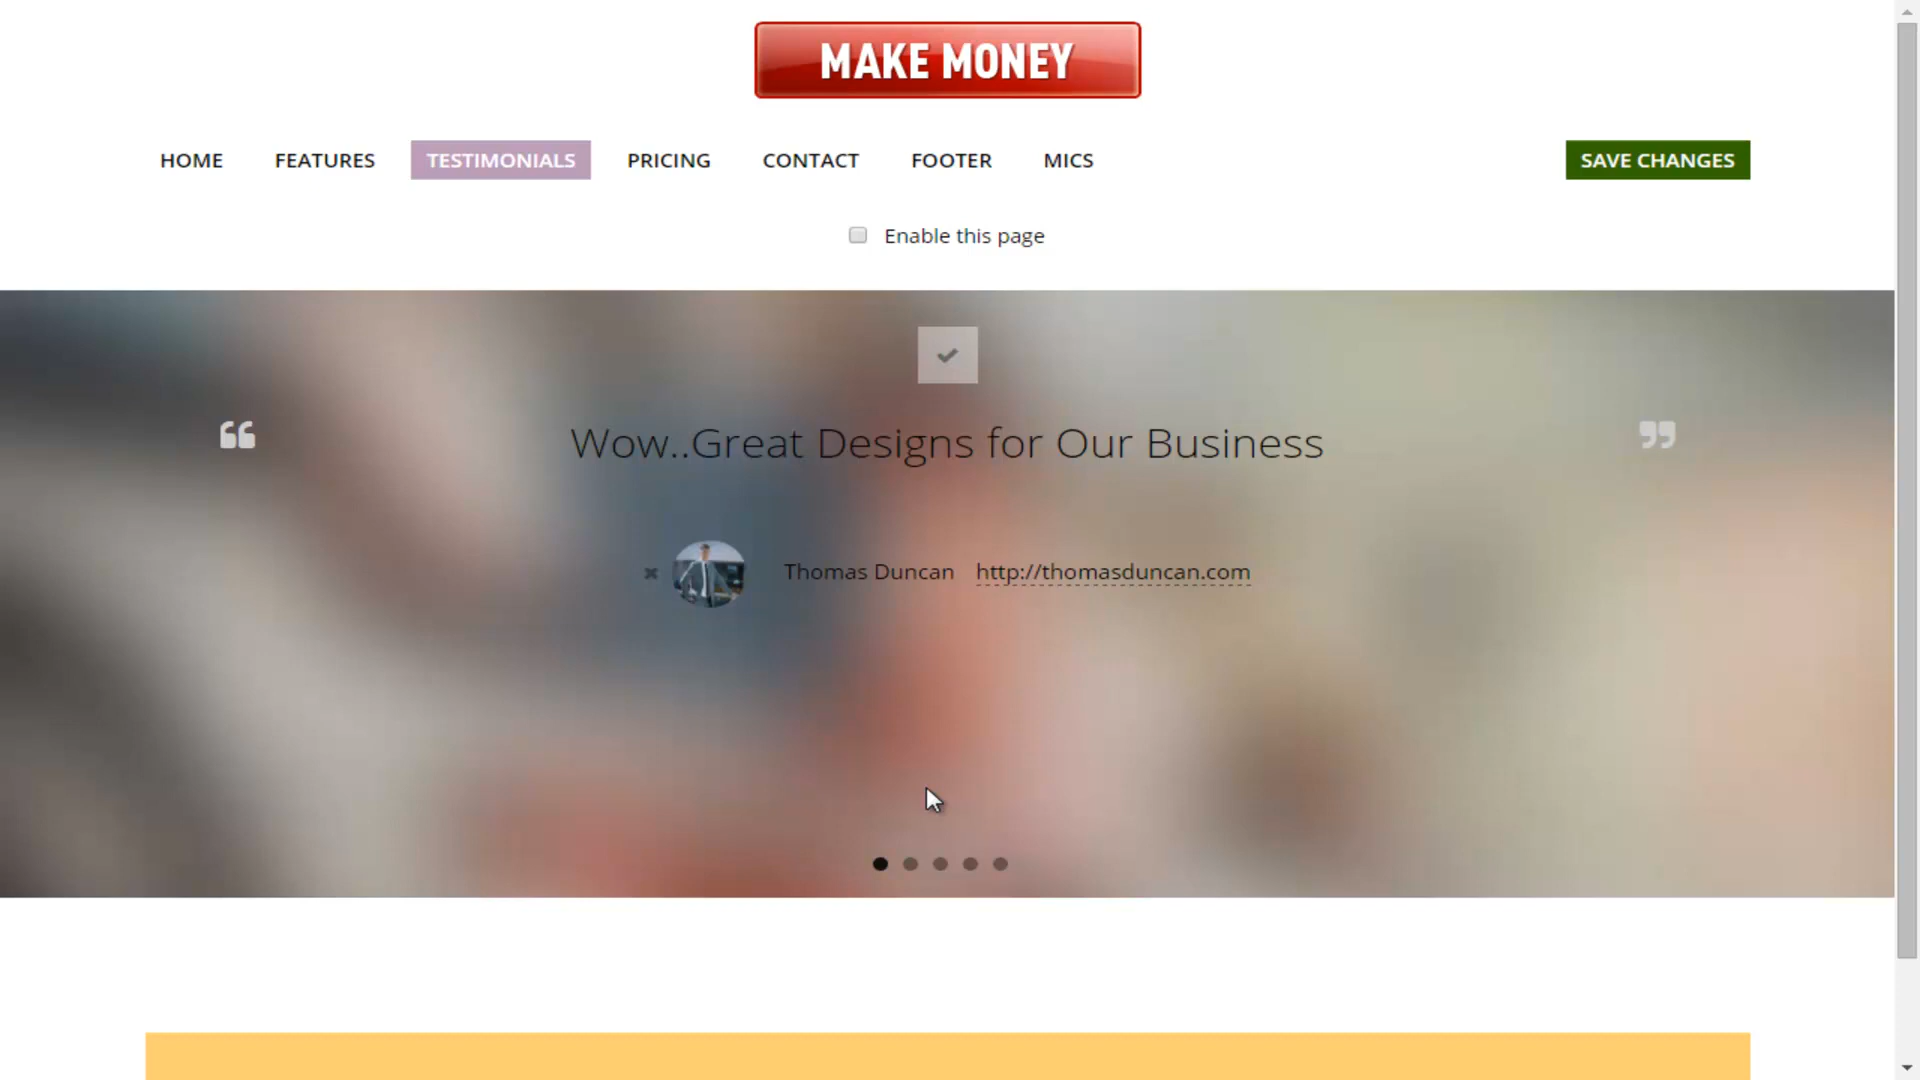 MAKE MONEY
HOME FEATURES TESTIMONIALS PRICING CONTACT FOOTER MICS SAVE CHANGES
Enable this page
Wow..Great Designs for Our Business
Thomas Duncan http://thomasduncan.com